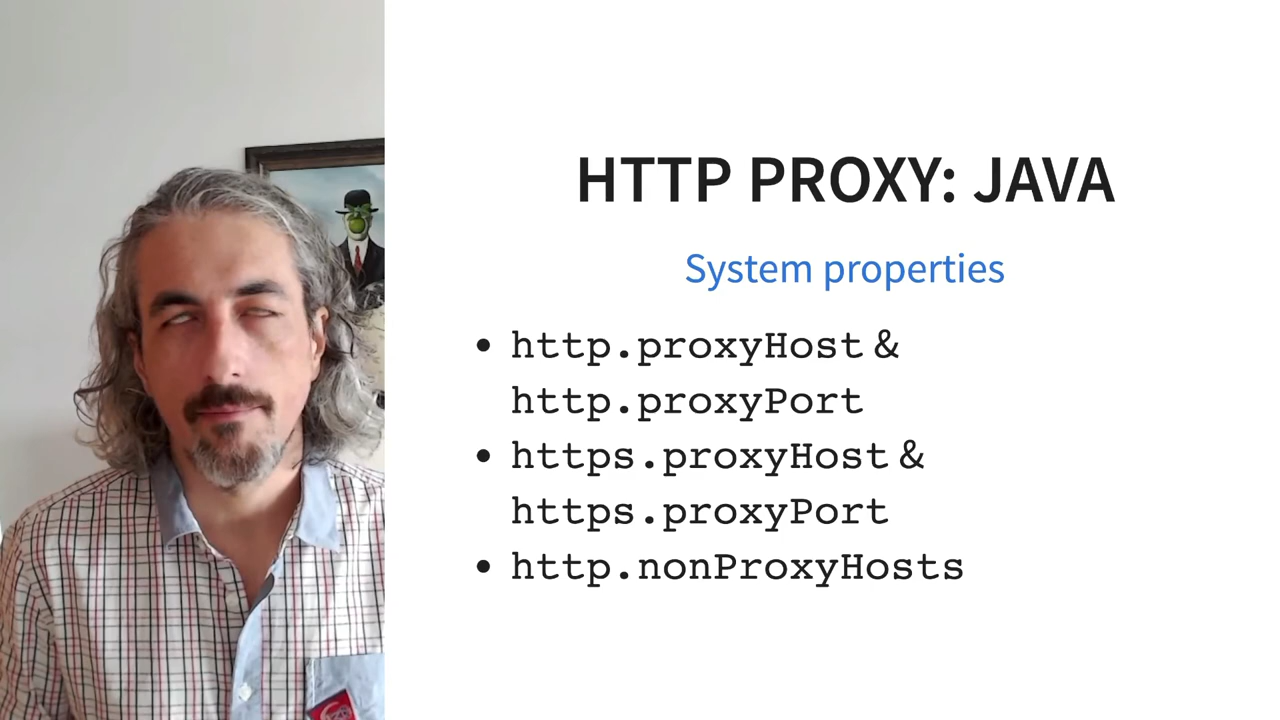 HTTP PROXY: JAVA
System properties
• http.proxyHost &
http.proxyPort
• https.proxyHost &
https.proxyPort
• http.nonProxyHosts